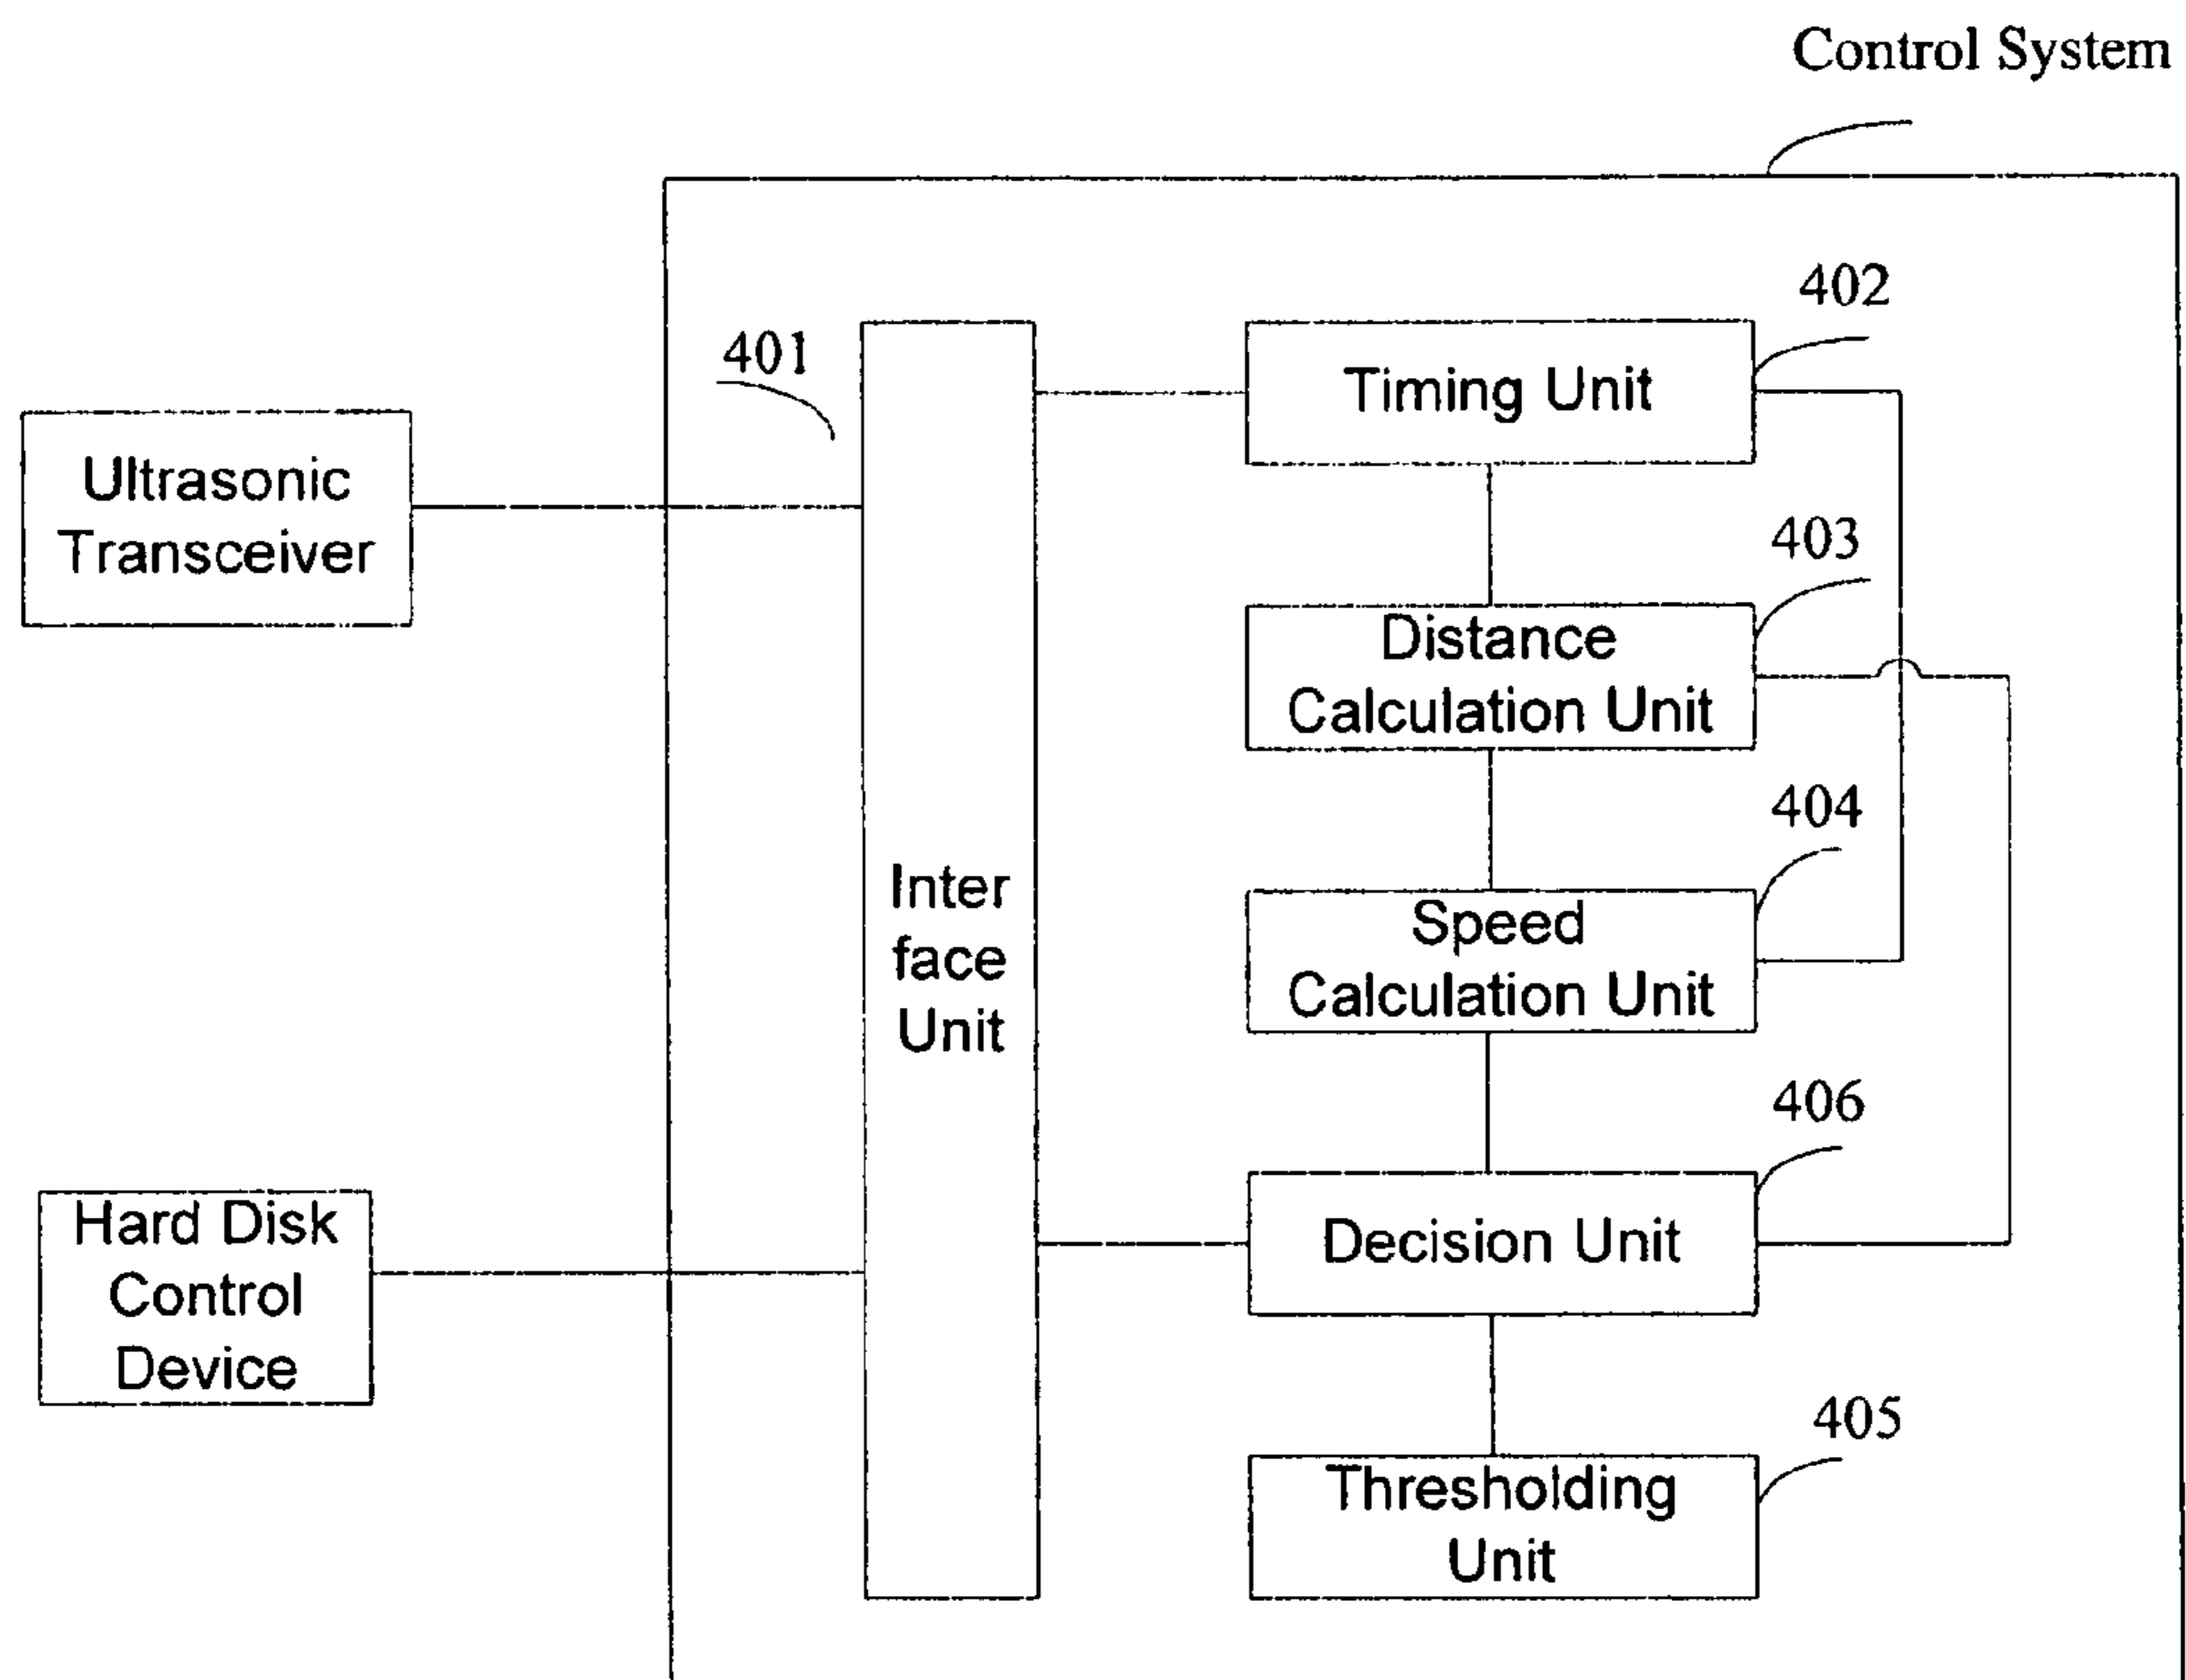 Control System
402
401
Timing Unit
Ultrasonic
Transceiver
403
Distance
Calculation Unit
404
Inter
face
Unit
Speed
Calculation Unit
406
Hard Disk
Control
Device
Decision Unit
405
Thresholding
Unit